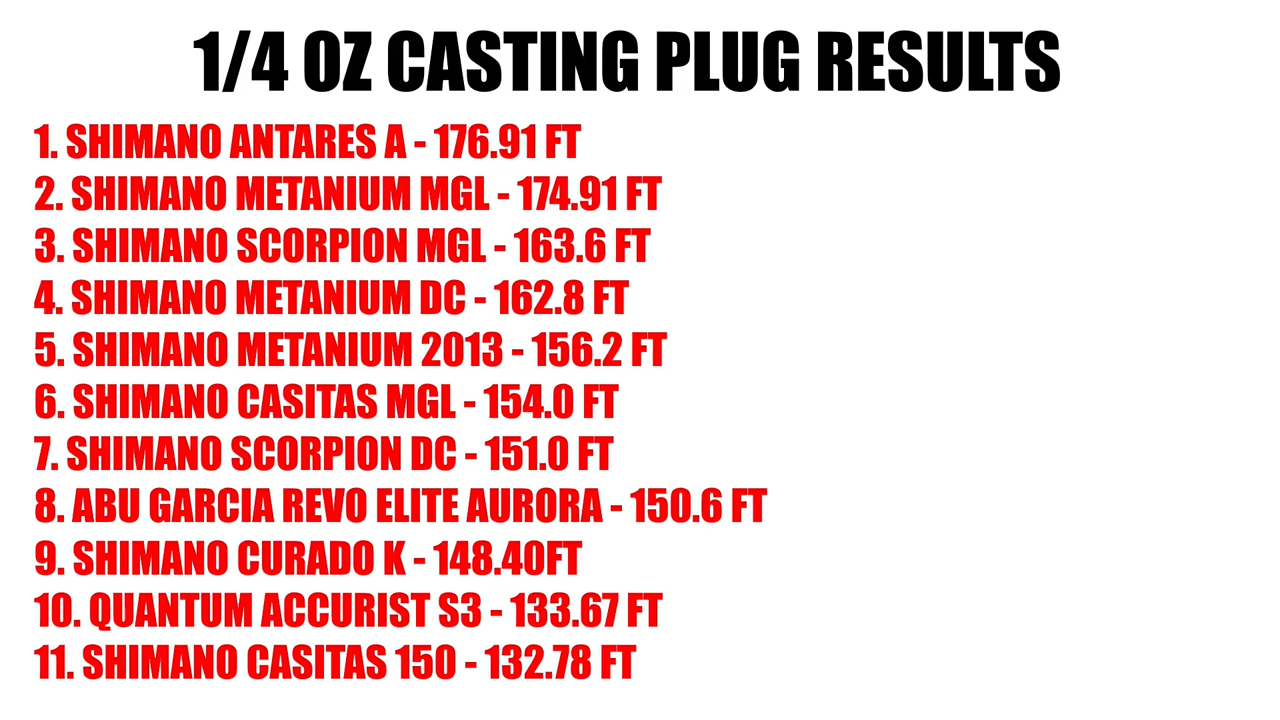 1/4 OZ CASTING PLUG RESULTS
1. SHIMANO ANTARES A - 176.91 FT
2. SHIMANO METANIUM MGL - 174.91 FT
3. SHIMANO SCORPION MGL - 163.6 FT
4. SHIMANO METANIUM DC - 162.8 FT
5. SHIMANO METANIUM 2013 - 156.2 FT
6. SHIMANO CASITAS MGL - 154.0 FT
7. SHIMANO SCORPION DC - 151.0 FT
8. ABU GARCIA REVO ELITE AURORA - 150.6 FT
9. SHIMANO CURADO K - 148.40FT
10. QUANTUM ACCURIST S3 - 133.67 FT
11. SHIMANO CASITAS 150 - 132.78 FT